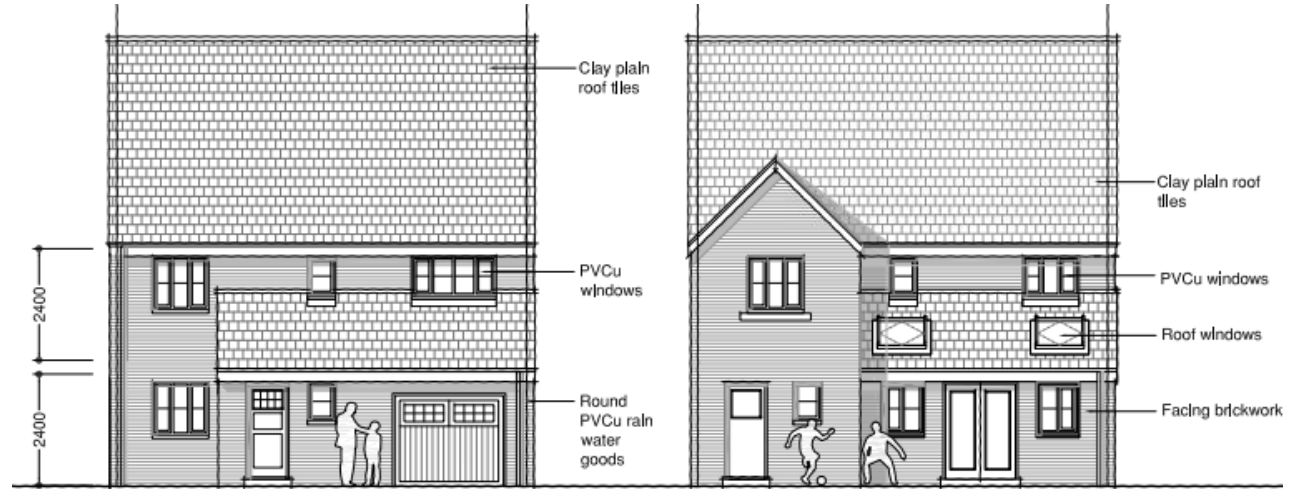 Clay plain
roof tiles
2400
PVCu
windows
2400
Round
PVCu rain
water
goods
Clay plain roof
tiles
PVCu windows
Roof windows
Facing brickwork